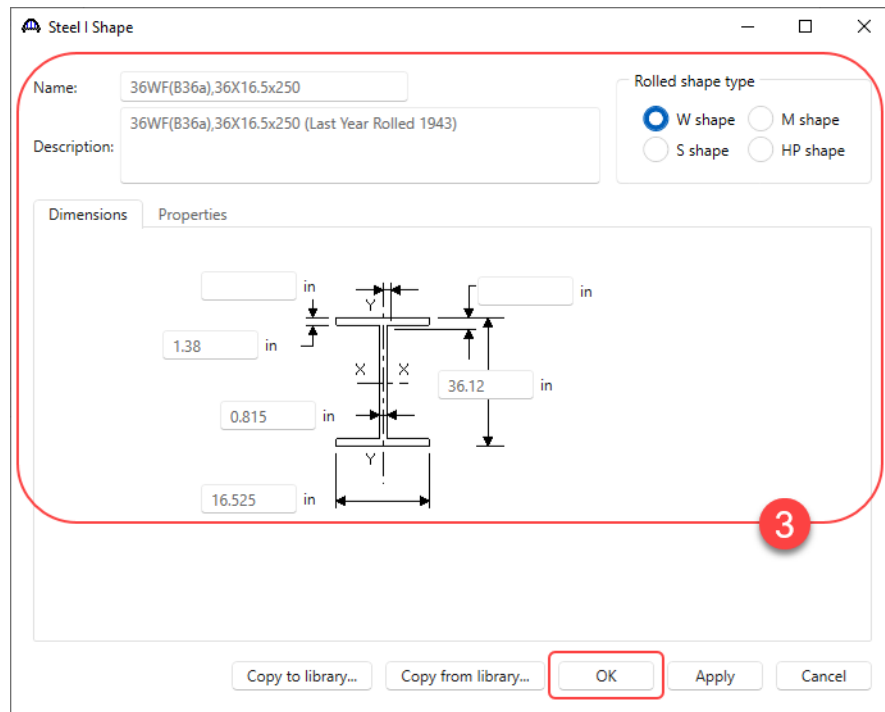 Steel I Shape
Name:
36WF(B36a),36X16.5x250
Rolled shape type
W shape
M shape
S shape
HP shape
Description:
36WF(B36a),36X16.5x250 (Last Year Rolled 1943)
Dimensions
Properties
in
Y
in
1.38
in
X
X
36.12
in
0.815
in
Y
16.525
in
3
Copy to library...
Copy from library...
OK
Apply
Cancel